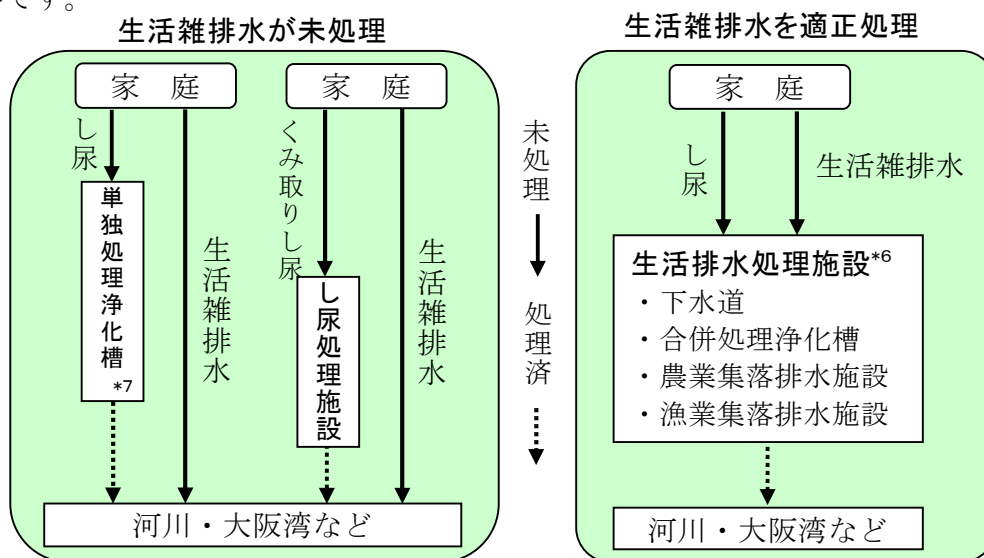 です。
生活雑排水が未処理
家 庭
家 庭
し尿
単独処理浄化槽
*7
生活雑排水
くみ取りし尿
し尿処理施設
生活雑排水
河川・大阪湾など
未処理
処理済
生活雑排水を適正処理
家 庭
し尿
生活雑排水
生活排水処理施設*6
・下水道
・合併処理浄化槽
・農業集落排水施設
・漁業集落排水施設
河川・大阪湾など